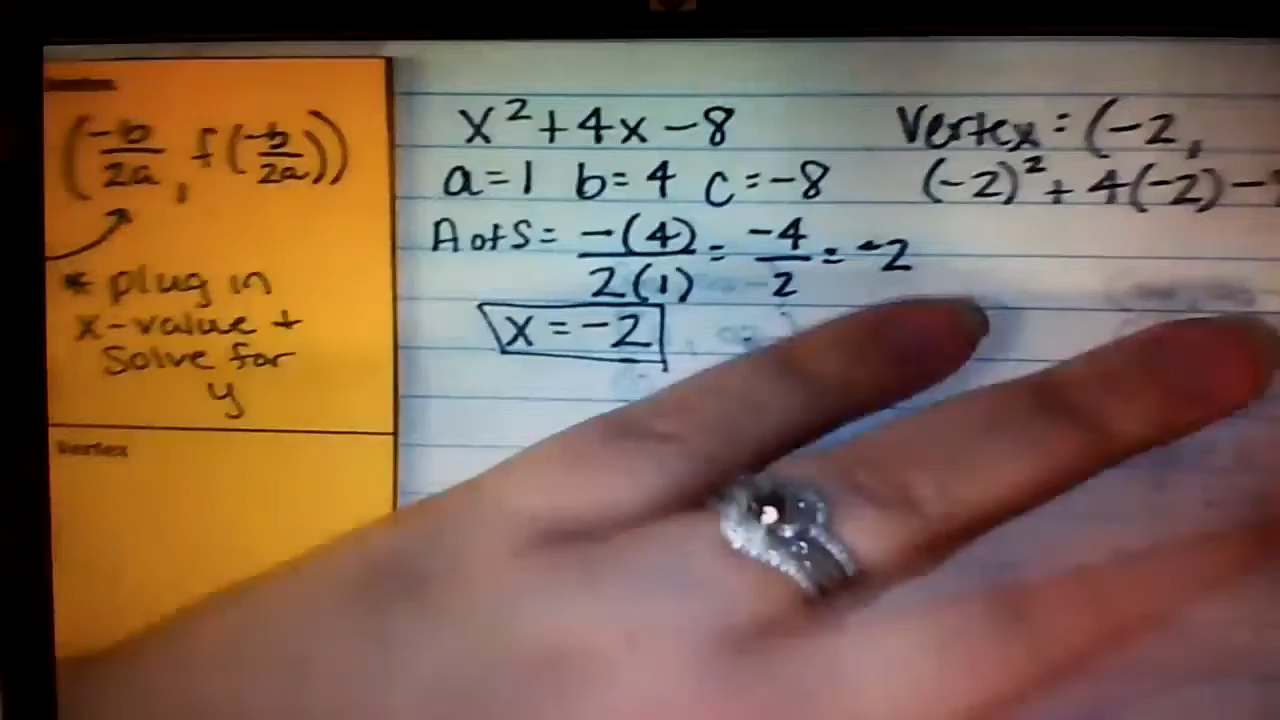 (-b/2a, f(-b/2a))
* plug in
x-value +
Solve for
y
Vertex
x² + 4x - 8
a = 1 b = 4 c = -8
A of S = -(4)/2(1) = -4/2 = -2
x = -2
Vertex: (-2,
(-2)² + 4(-2) -